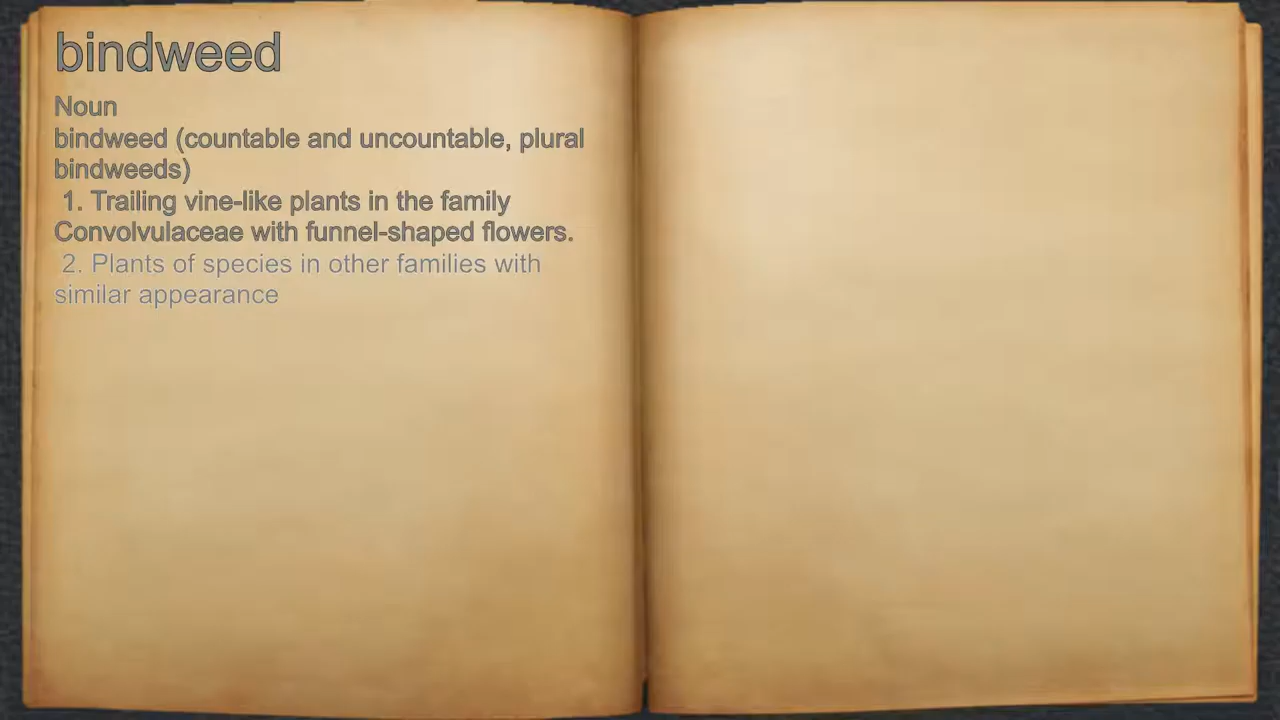 bindweed
Noun
bindweed (countable and uncountable, plural
bindweeds)
1. Trailing vine-like plants in the family
Convolvulaceae with funnel-shaped flowers.
2. Plants of species in other families with
similar appearance